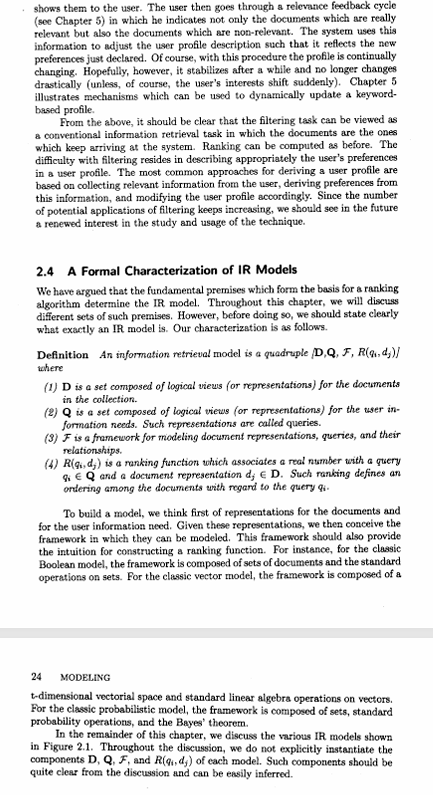 shows them to the user. The user then goes through a relevance feedback cycle
(see Chapter 5) in which he indicates not only the documents which are really
relevant but also the documents which are non-relevant. The system uses this
information to adjust the user profile description such that it reflects the new
preferences just declared. Of course, with this procedure the profile is continually
changing. Hopefully, however, it stabilizes after a while and no longer changes
drastically (unless, of course, the user's interests shift suddenly). Chapter 5
illustrates mechanisms which can be used to dynamically update a keyword-
based profile.
From the above, it should be clear that the filtering task can be viewed as
a conventional information retrieval task in which the documents are the ones
which keep arriving at the system. Ranking can be computed as before. The
difficulty with filtering resides in describing appropriately the user's preferences
in a user profile. The most common approaches for deriving a user profile are
based on collecting relevant information from the user, deriving preferences from
this information, and modifying the user profile accordingly. Since the number
of potential applications of filtering keeps increasing, we should see in the future
a renewed interest in the study and usage of the technique.
2.4 A Formal Characterization of IR Models
We have argued that the fundamental premises which form the basis for a ranking
algorithm determine the IR model. Throughout this chapter, we will discuss
different sets of such premises. However, before doing so, we should state clearly
what exactly an IR model is. Our characterization is as follows.
Definition An information retrieval model is a quadruple [D,Q, F, R(qi, dj)]
where
(1) D is a set composed of logical views (or representations) for the documents
in the collection.
(2) Q is a set composed of logical views (or representations) for the user in-
formation needs. Such representations are called queries.
(3) F is a framework for modeling document representations, queries, and their
relationships.
(4) R(qi, dj) is a ranking function which associates a real number with a query
qi ∈ Q and a document representation dj ∈ D. Such ranking defines an
ordering among the documents with regard to the query qi.
To build a model, we think first of representations for the documents and
for the user information need. Given these representations, we then conceive the
framework in which they can be modeled. This framework should also provide
the intuition for constructing a ranking function. For instance, for the classic
Boolean model, the framework is composed of sets of documents and the standard
operations on sets. For the classic vector model, the framework is composed of a
24 MODELING
t-dimensional vectorial space and standard linear algebra operations on vectors.
For the classic probabilistic model, the framework is composed of sets, standard
probability operations, and the Bayes' theorem.
In the remainder of this chapter, we discuss the various IR models shown
in Figure 2.1. Throughout the discussion, we do not explicitly instantiate the
components D, Q, F, and R(qi, dj) of each model. Such components should be
quite clear from the discussion and can be easily inferred.